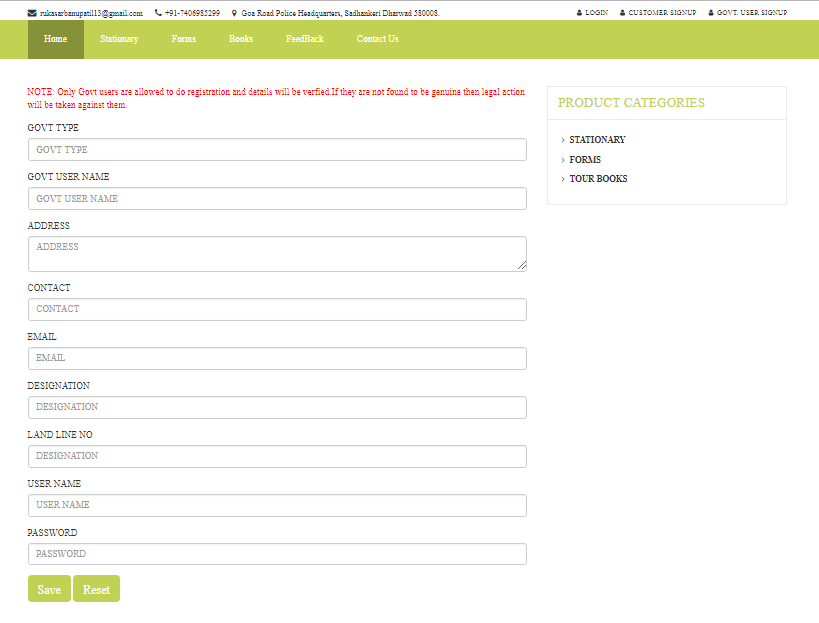 rukasarbanupatil13@gmail.com +91-7406985299 Goa Road Police Headquarters, Sadhankeri Dharwad 580008. LOGIN CUSTOMER SIGNUP GOVT. USER SIGNUP
Home Stationary Forms Books FeedBack Contact Us
NOTE: Only Govt users are allowed to do registration and details will be verfied.If they are not found to be genuine then legal action
will be taken against them.
GOVT TYPE
GOVT TYPE
GOVT USER NAME
GOVT USER NAME
ADDRESS
ADDRESS
CONTACT
CONTACT
EMAIL
EMAIL
DESIGNATION
DESIGNATION
LAND LINE NO
DESIGNATION
USER NAME
USER NAME
PASSWORD
PASSWORD
Save Reset
PRODUCT CATEGORIES
› STATIONARY
› FORMS
› TOUR BOOKS